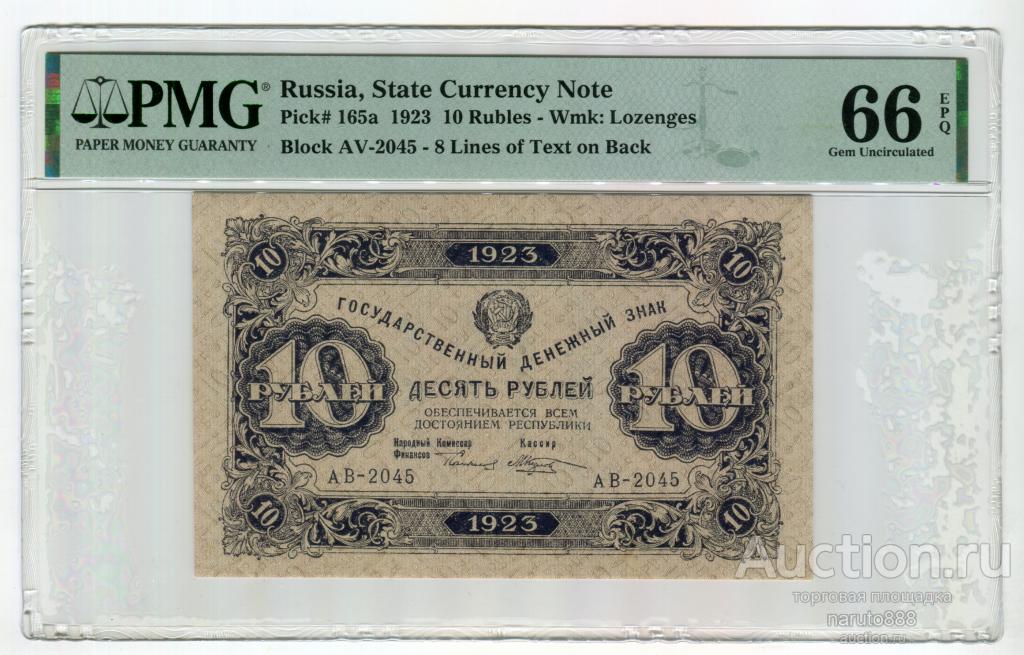 PMG®
PAPER MONEY GUARANTY
Russia, State Currency Note
Pick# 165a 1923 10 Rubles - Wmk: Lozenges
Block AV-2045 - 8 Lines of Text on Back
66 EPQ
Gem Uncirculated
10 1923 10
ГОСУДАРСТВЕННЫЙ ДЕНЕЖНЫЙ ЗНАК
10 10
РУБЛЕЙ РУБЛЕЙ
ДЕСЯТЬ РУБЛЕЙ
ОБЕСПЕЧИВАЕТСЯ ВСЕМ
ДОСТОЯНИЕМ РЕСПУБЛИКИ
Народный Комиссар Кассир
Финансов
АВ-2045 АВ-2045
10 1923 10
Auction.ru
торговая площадка
naruto888
auction.ru